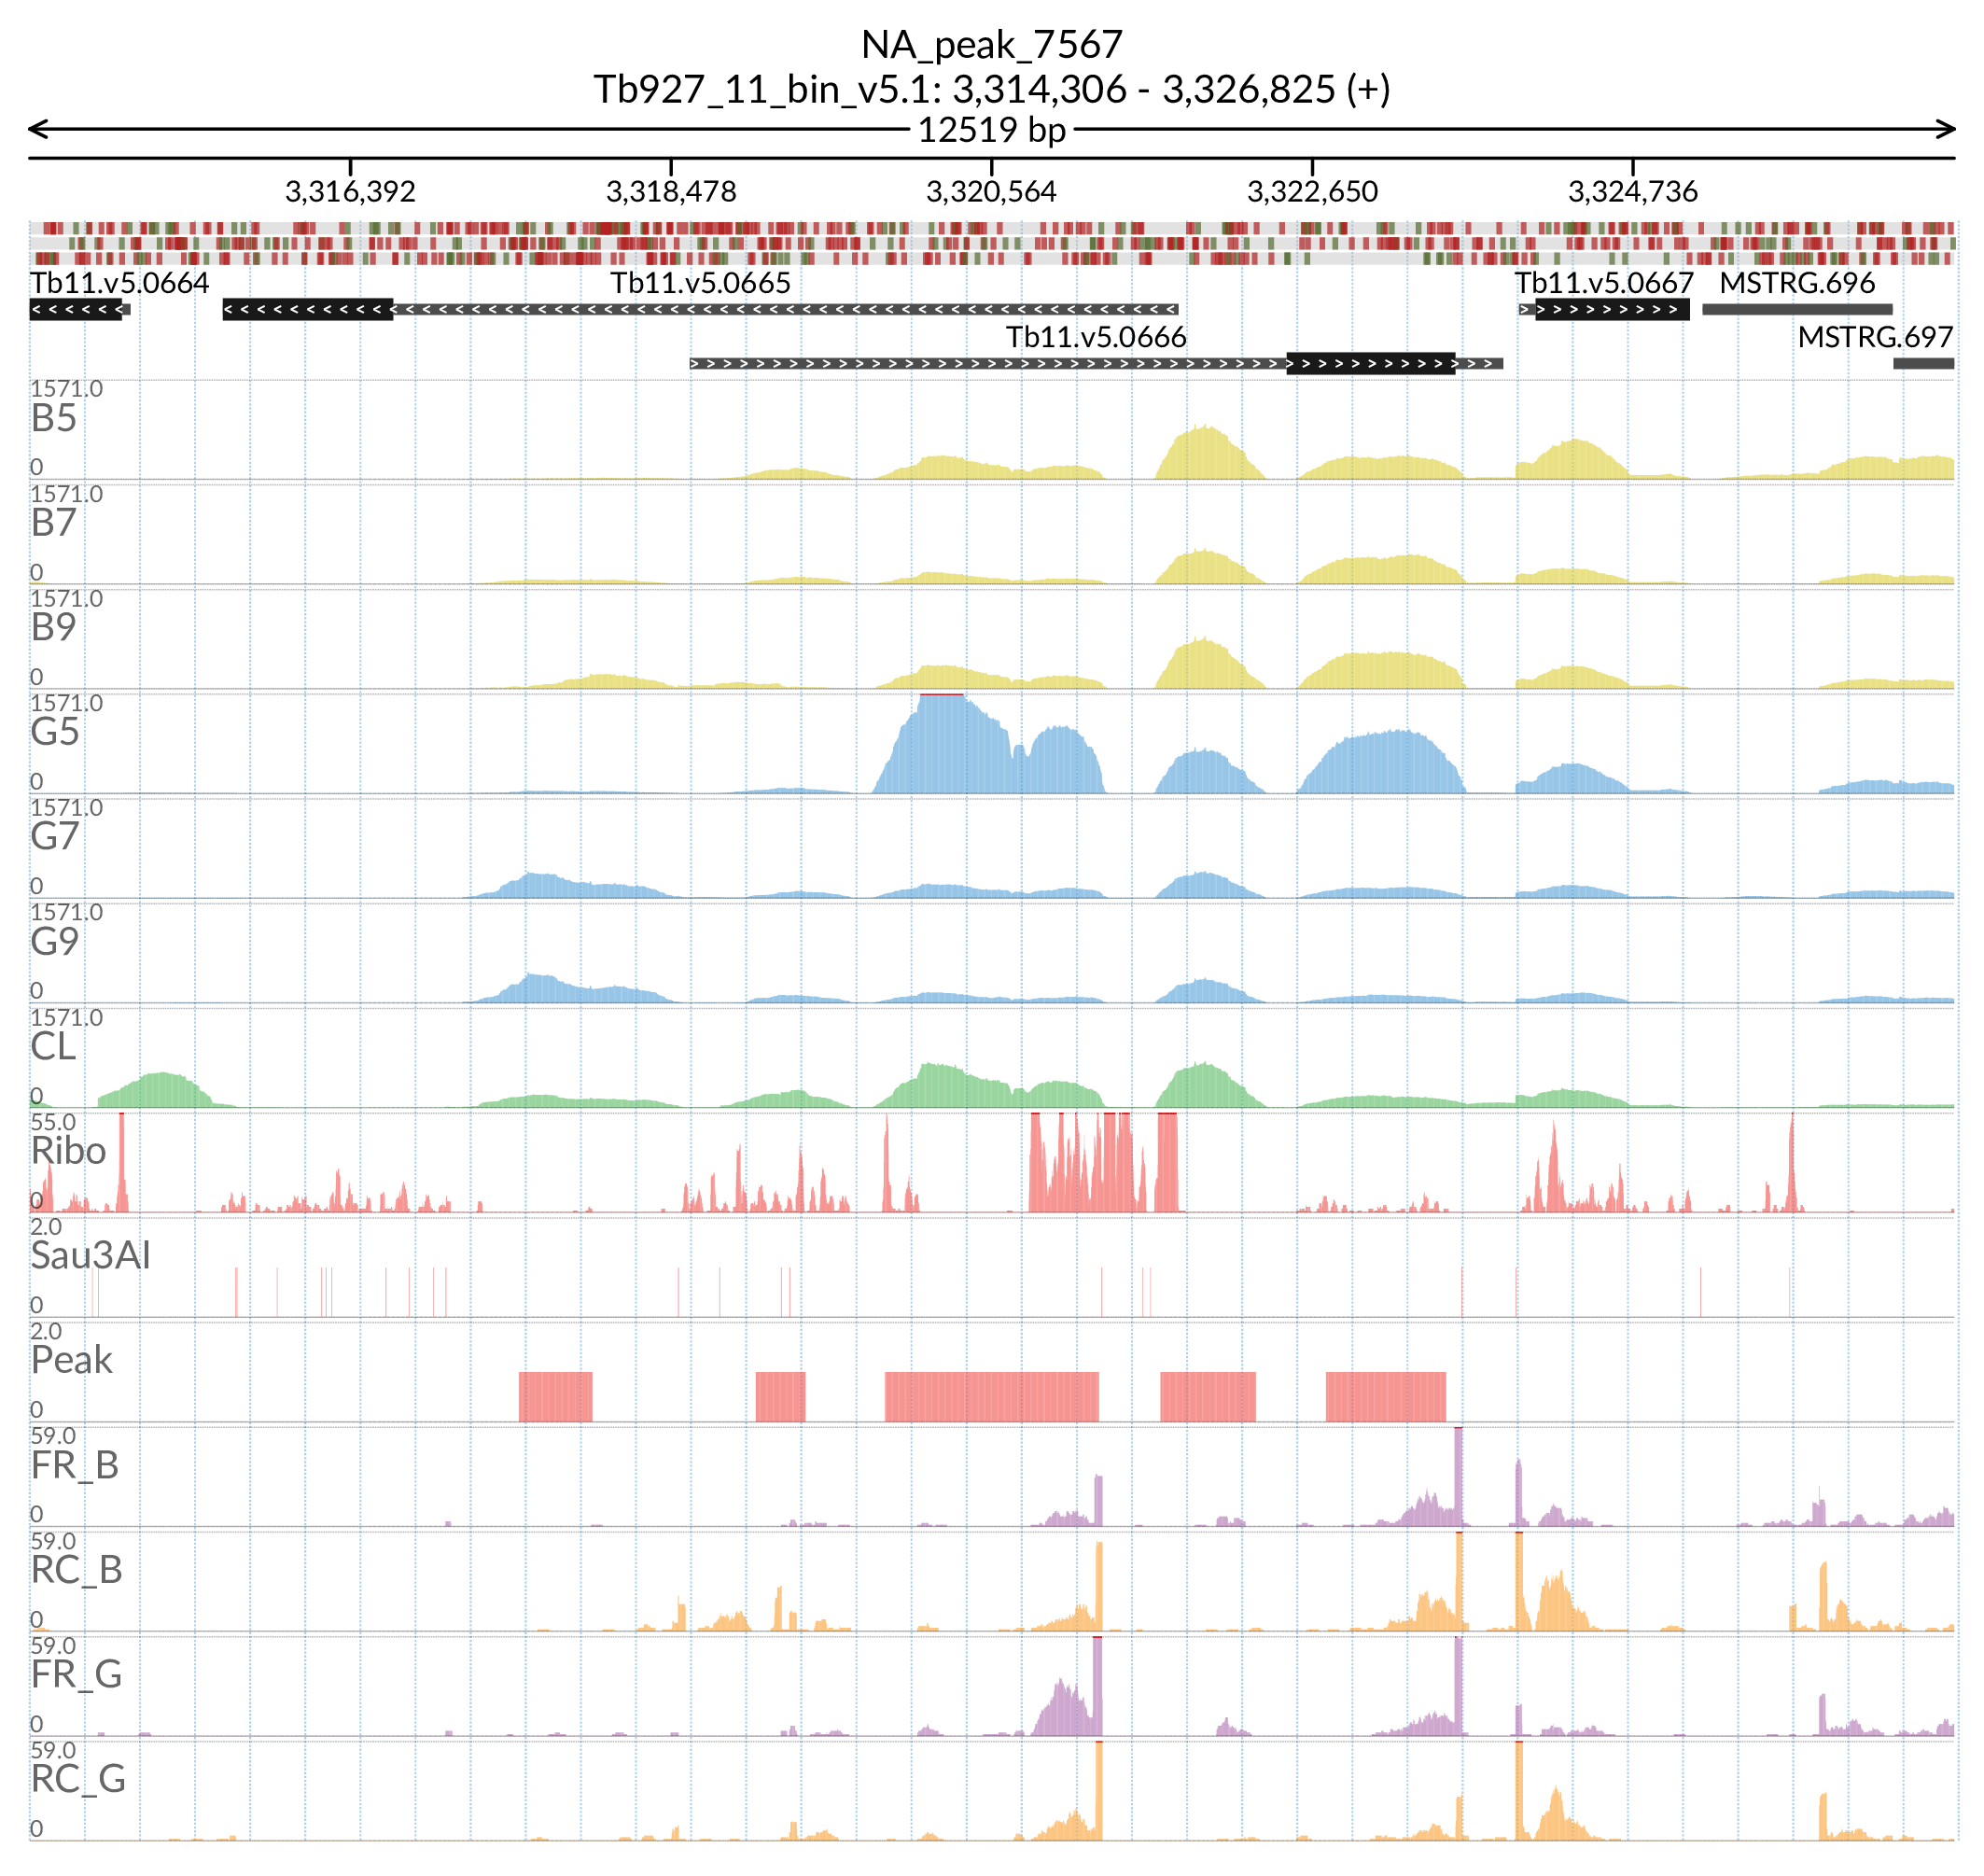 NA_peak_7567
Tb927_11_bin_v5.1: 3,314,306 - 3,326,825 (+)
12519 bp
3,316,392 3,318,478 3,320,564 3,322,650 3,324,736
Tb11.v5.0664 Tb11.v5.0665 Tb11.v5.0667 MSTRG.696
Tb11.v5.0666 MSTRG.697
1571.0
B5
0
1571.0
B7
0
1571.0
B9
0
1571.0
G5
0
1571.0
G7
0
1571.0
G9
0
1571.0
CL
0
55.0
Ribo
0
2.0
Sau3AI
0
2.0
Peak
0
59.0
FR_B
0
59.0
RC_B
0
59.0
FR_G
0
59.0
RC_G
0